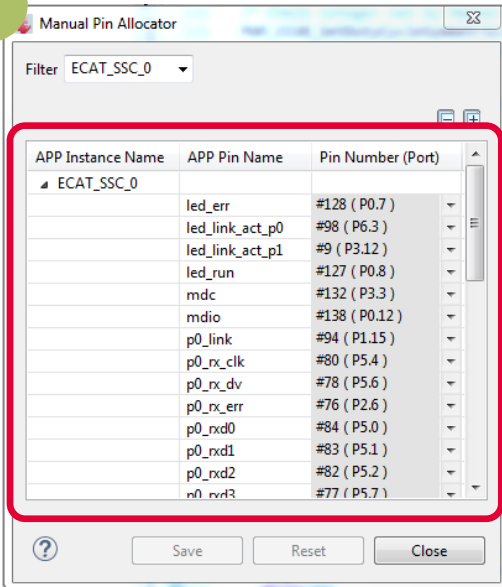 Manual Pin Allocator
Filter ECAT_SSC_0
APP Instance Name APP Pin Name Pin Number (Port)
ECAT_SSC_0
led_err #128 ( P0.7 )
led_link_act_p0 #98 ( P6.3 )
led_link_act_p1 #9 ( P3.12 )
led_run #127 ( P0.8 )
mdc #132 ( P3.3 )
mdio #138 ( P0.12 )
p0_link #94 ( P1.15 )
p0_rx_clk #80 ( P5.4 )
p0_rx_dv #78 ( P5.6 )
p0_rx_err #76 ( P2.6 )
p0_rxd0 #84 ( P5.0 )
p0_rxd1 #83 ( P5.1 )
p0_rxd2 #82 ( P5.2 )
p0_rxd3 #77 ( P5.7 )
? Save Reset Close